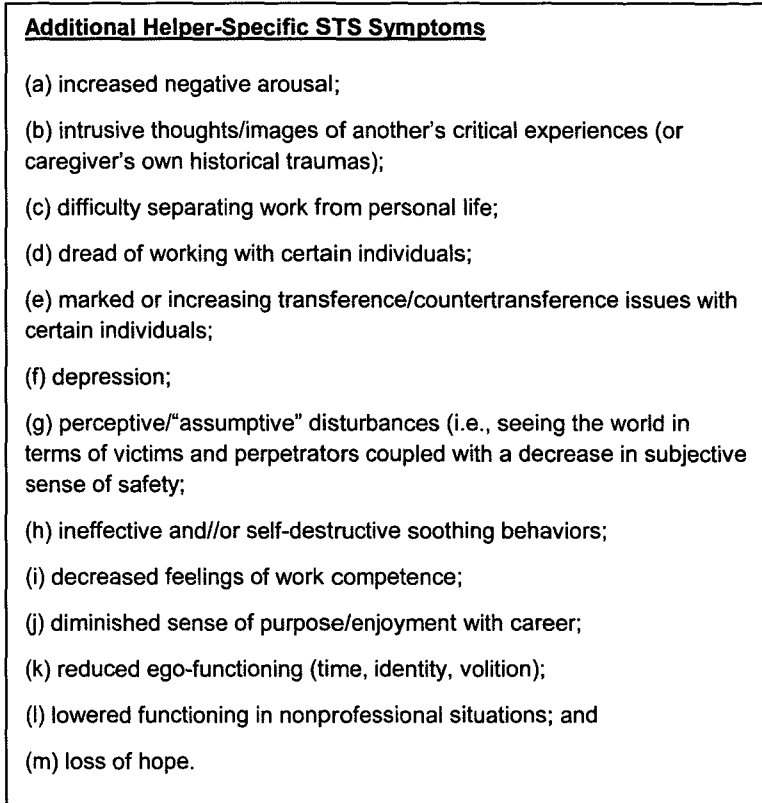 Additional Helper-Specific STS Symptoms
(a) increased negative arousal;
(b) intrusive thoughts/images of another's critical experiences (or
caregiver's own historical traumas);
(c) difficulty separating work from personal life;
(d) dread of working with certain individuals;
(e) marked or increasing transference/countertransference issues with
certain individuals;
(f) depression;
(g) perceptive/“assumptive” disturbances (i.e., seeing the world in
terms of victims and perpetrators coupled with a decrease in subjective
sense of safety;
(h) ineffective and//or self-destructive soothing behaviors;
(i) decreased feelings of work competence;
(j) diminished sense of purpose/enjoyment with career;
(k) reduced ego-functioning (time, identity, volition);
(l) lowered functioning in nonprofessional situations; and
(m) loss of hope.